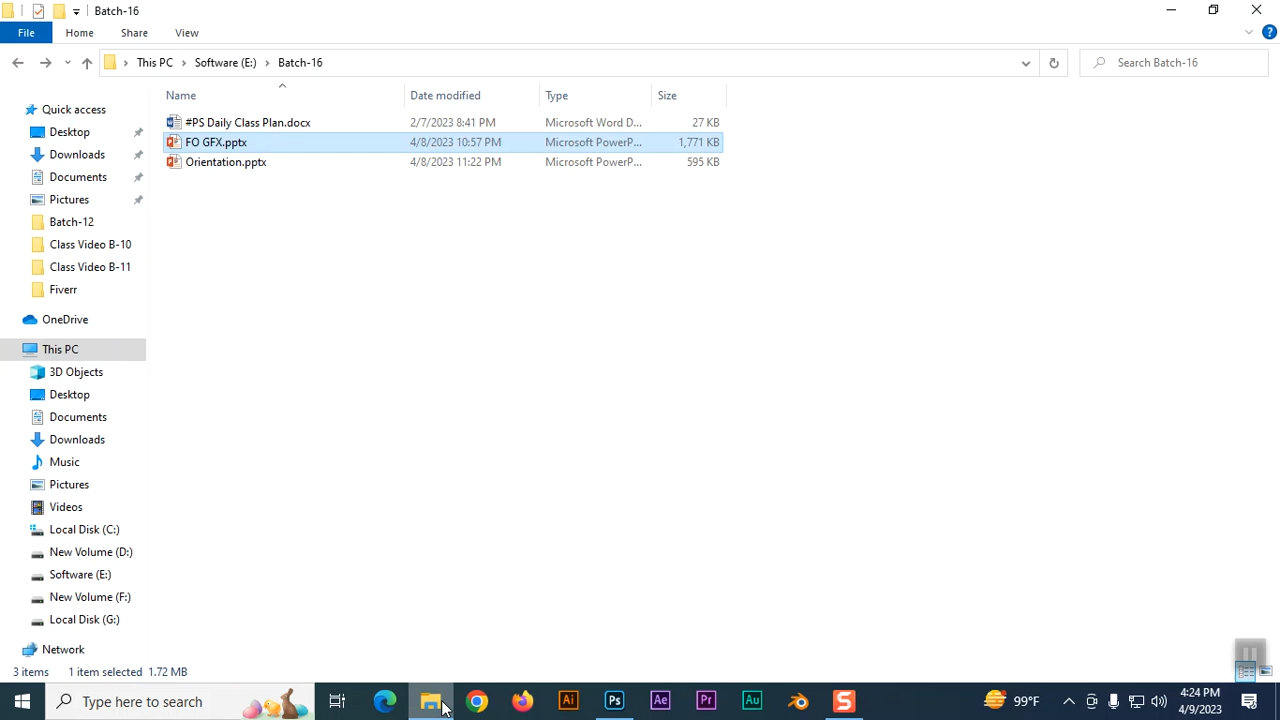 Batch-16
File Home Share View
This PC Software (E:) Batch-16 Search Batch-16
Name Date modified Type Size
#PS Daily Class Plan.docx 2/7/2023 8:41 PM Microsoft Word D... 27 KB
FO GFX.pptx 4/8/2023 10:57 PM Microsoft PowerP... 1,771 KB
Orientation.pptx 4/8/2023 11:22 PM Microsoft PowerP... 595 KB
Quick access
Desktop
Downloads
Documents
Pictures
Batch-12
Class Video B-10
Class Video B-11
Fiverr
OneDrive
This PC
3D Objects
Desktop
Documents
Downloads
Music
Pictures
Videos
Local Disk (C:)
New Volume (D:)
Software (E:)
New Volume (F:)
Local Disk (G:)
Network
3 items 1 item selected 1.72 MB
Type here to search Ai Ps Ae Pr Au S 99°F 4:24 PM
4/9/2023